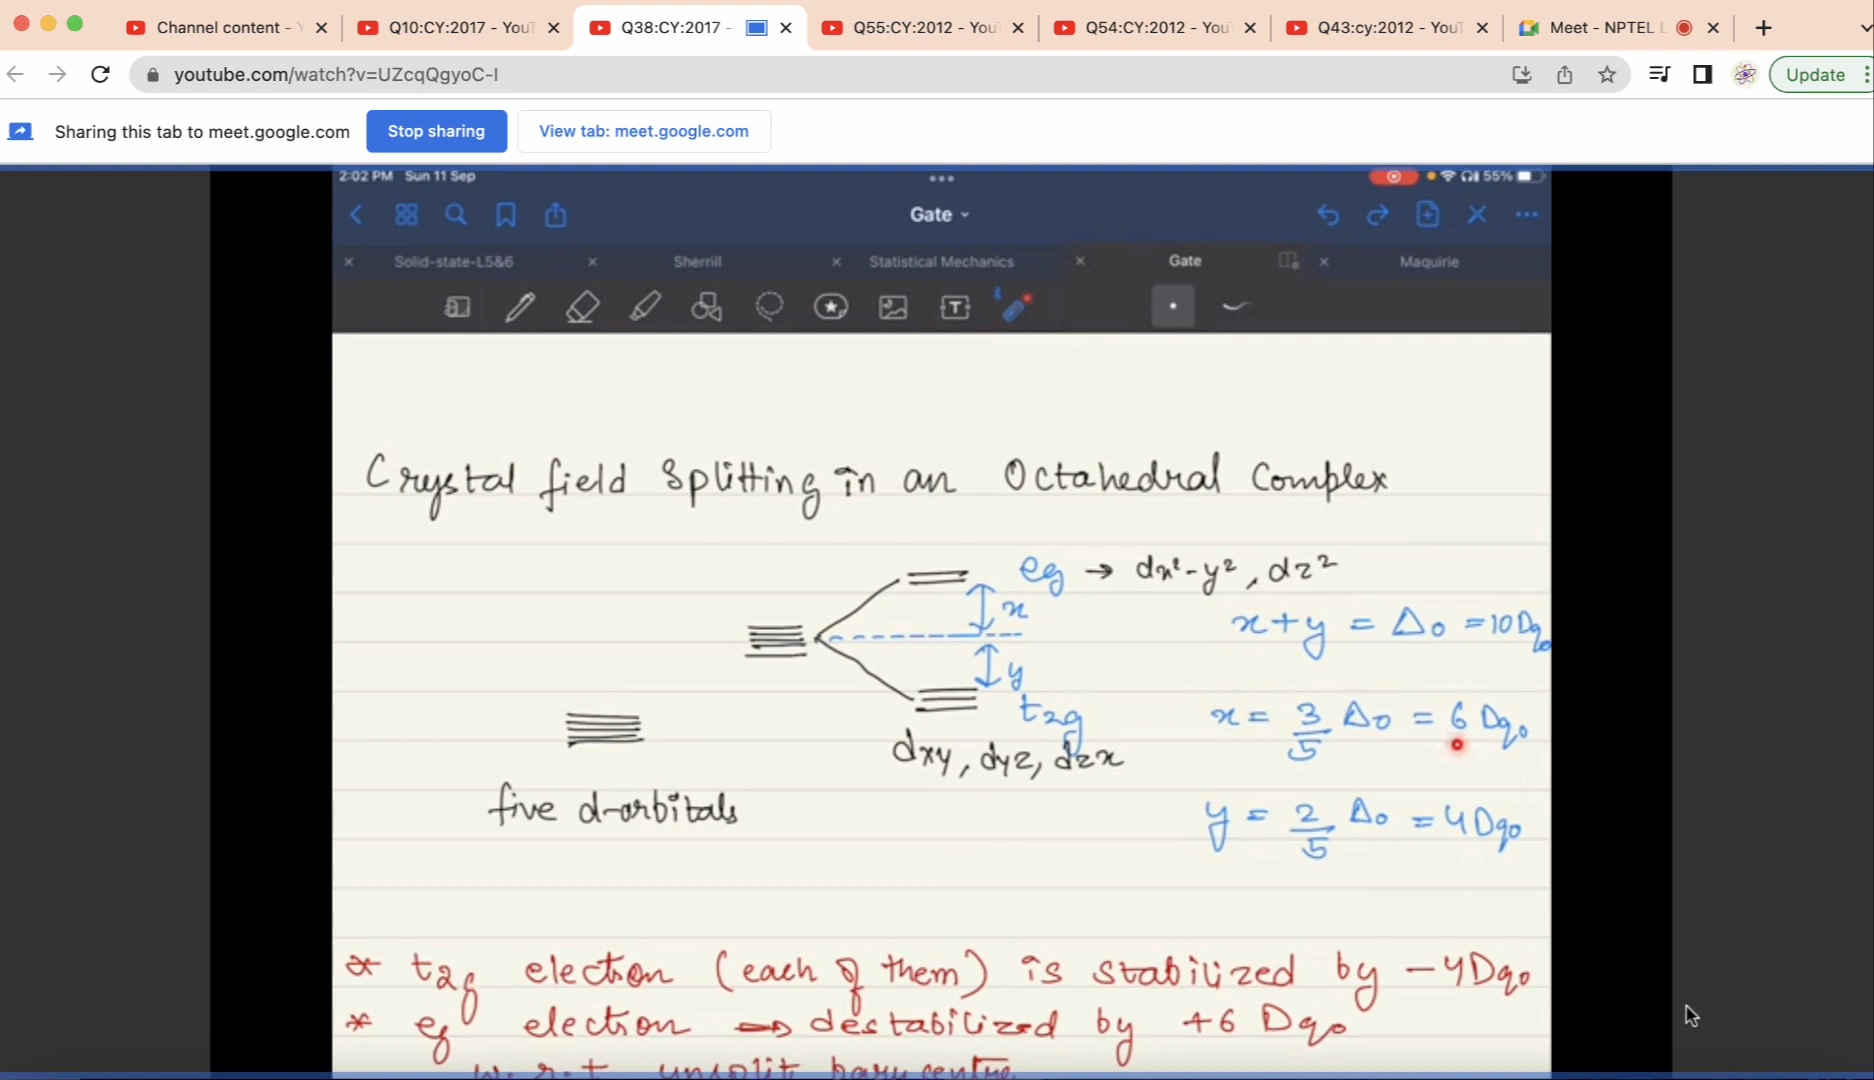 Channel content - Y
Q10:CY:2017 - YouT
Q38:CY:2017 -
Q55:CY:2012 - YouT
Q54:CY:2012 - YouT
Q43:cy:2012 - YouT
Meet - NPTEL L
youtube.com/watch?v=UZcqQgyoC-I
Update
Sharing this tab to meet.google.com
Stop sharing
View tab: meet.google.com
2:02 PM Sun 11 Sep
55%
Gate
Solid-state-L5&6
Sherrill
Statistical Mechanics
Gate
Maquirie
Crystal field Splitting in an Octahedral Complex
eg → dx²-y², dz²
x
x+y = Δo = 10Dqo
y
t2g
x = 3/5 Δo = 6 Dqo
dxy, dyz, dzx
five d-orbitals
y = 2/5 Δo = 4Dqo
* t2g election (each of them) is stabilized by -4Dqo
* eg election → destabilized by +6 Dqo
w.r.t unsplit bary centre